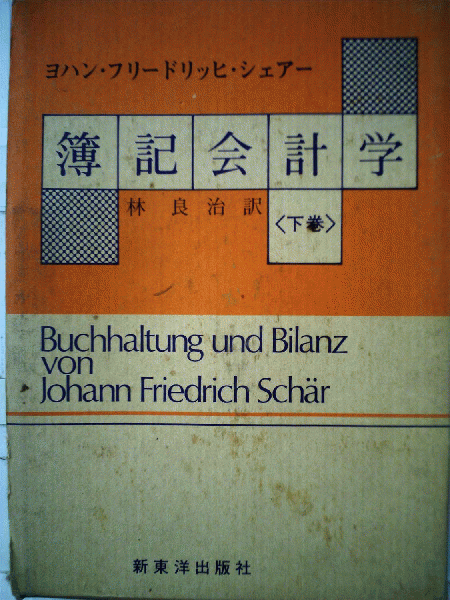 ヨハン・フリードリッヒ・シェアー
簿記会計学
林良治訳
〈下巻〉
Buchhaltung und Bilanz
von
Johann Friedrich Schär
新東洋出版社